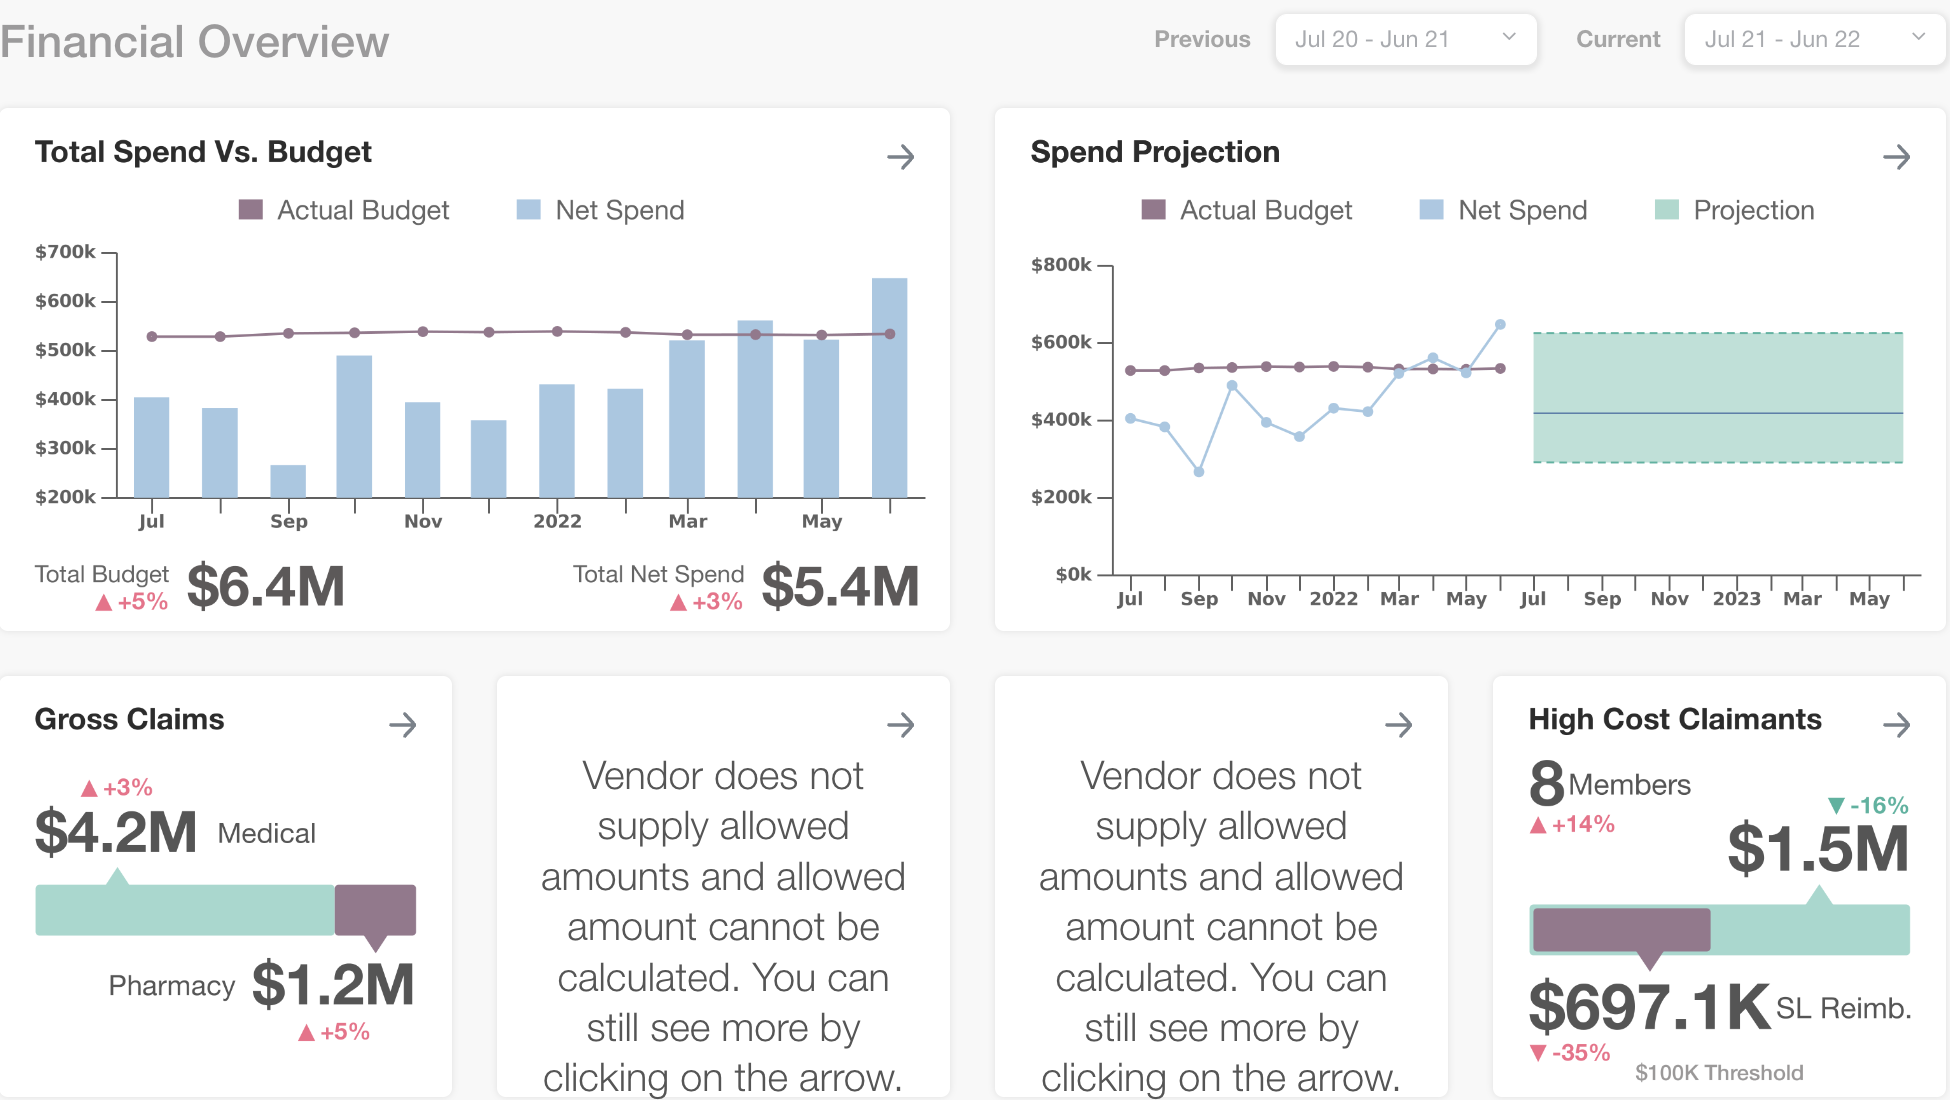 Financial Overview
Previous
Jul 20 - Jun 21
Current
Jul 21 - Jun 22
Total Spend Vs. Budget
Actual Budget
Net Spend
$700k
$600k
$500k
$400k
$300k
$200k
Jul
Sep
Nov
2022
Mar
May
Total Budget
▲ +5%
$6.4M
Total Net Spend
▲ +3%
$5.4M
Spend Projection
Actual Budget
Net Spend
Projection
$800k
$600k
$400k
$200k
$0k
Jul
Sep
Nov
2022
Mar
May
Jul
Sep
Nov
2023
Mar
May
Gross Claims
▲ +3%
$4.2M Medical
Pharmacy $1.2M
▲ +5%
Vendor does not
supply allowed
amounts and allowed
amount cannot be
calculated. You can
still see more by
clicking on the arrow.
Vendor does not
supply allowed
amounts and allowed
amount cannot be
calculated. You can
still see more by
clicking on the arrow.
High Cost Claimants
8 Members
▲ +14%
▼ -16%
$1.5M
$697.1K SL Reimb.
▼ -35%
$100K Threshold